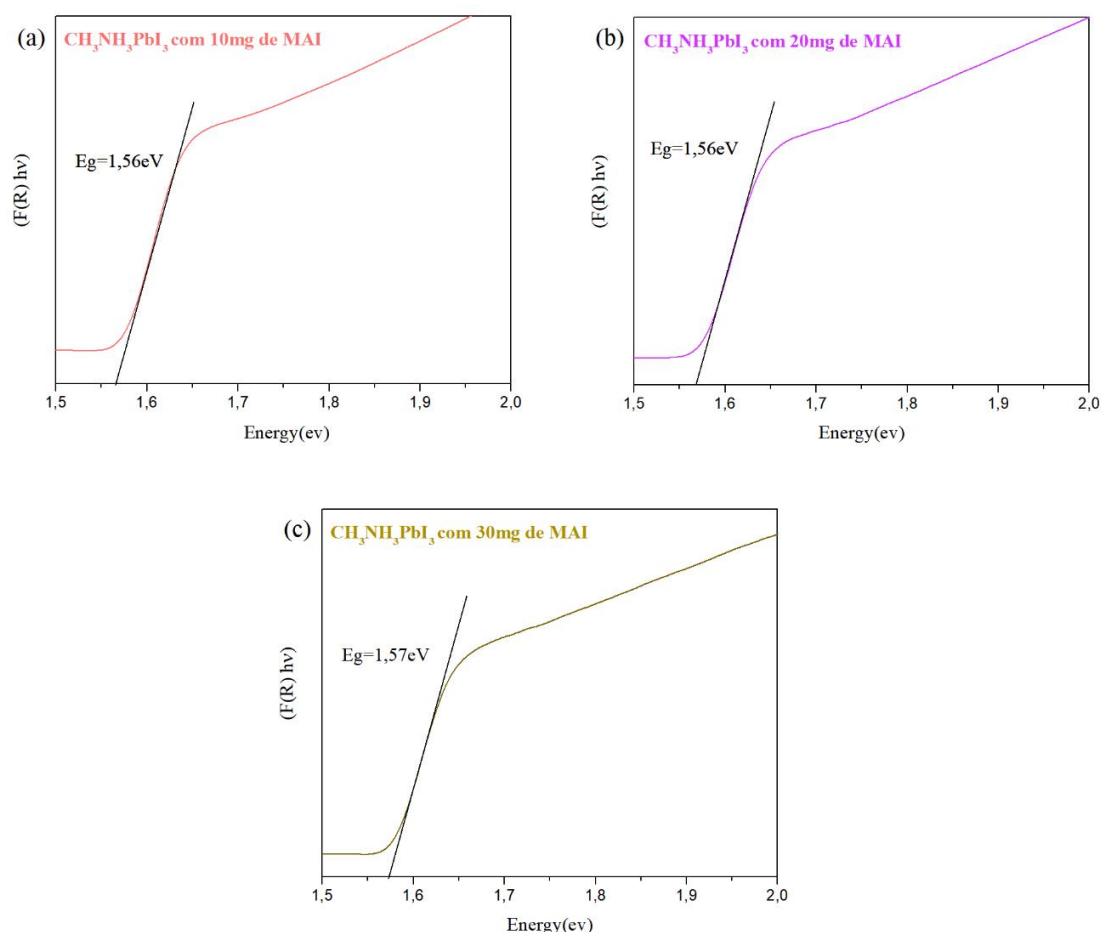 (a)
CH₃NH₃PbI₃ com 10mg de MAI
Eg=1,56eV
(F(R) hν)
1,5 1,6 1,7 1,8 1,9 2,0
Energy(ev)
(b)
CH₃NH₃PbI₃ com 20mg de MAI
Eg=1,56eV
(F(R) hν)
1,5 1,6 1,7 1,8 1,9 2,0
Energy(ev)
(c)
CH₃NH₃PbI₃ com 30mg de MAI
Eg=1,57eV
(F(R) hν)
1,5 1,6 1,7 1,8 1,9 2,0
Energy(ev)